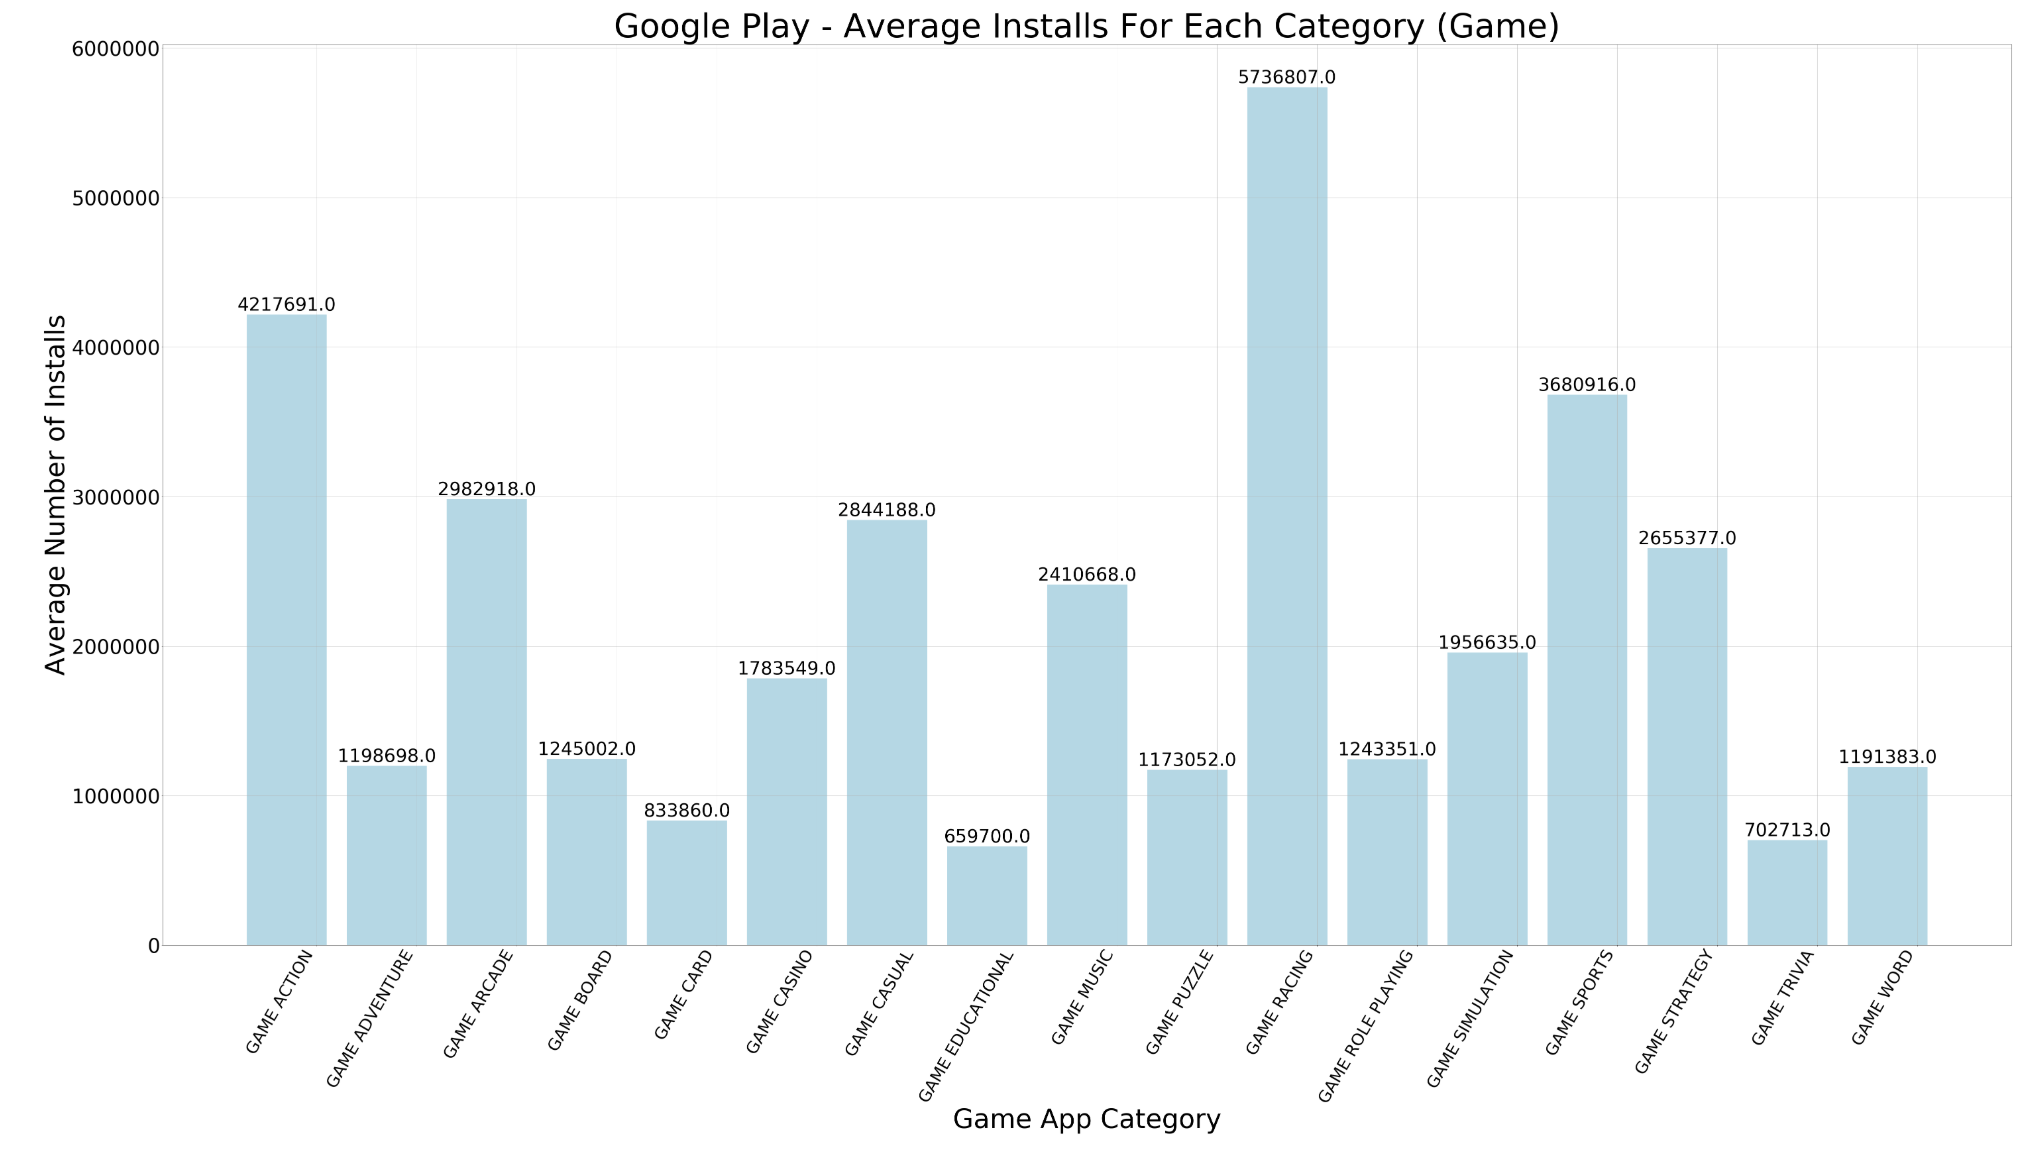 Google Play - Average Installs For Each Category (Game)
Average Number of Installs
6000000
5000000
4000000
3000000
2000000
1000000
0
4217691.0
1198698.0
2982918.0
1245002.0
833860.0
1783549.0
2844188.0
659700.0
2410668.0
1173052.0
5736807.0
1243351.0
1956635.0
3680916.0
2655377.0
702713.0
1191383.0
GAME ACTION
GAME ADVENTURE
GAME ARCADE
GAME BOARD
GAME CARD
GAME CASINO
GAME CASUAL
GAME EDUCATIONAL
GAME MUSIC
GAME PUZZLE
GAME RACING
GAME ROLE PLAYING
GAME SIMULATION
GAME SPORTS
GAME STRATEGY
GAME TRIVIA
GAME WORD
Game App Category